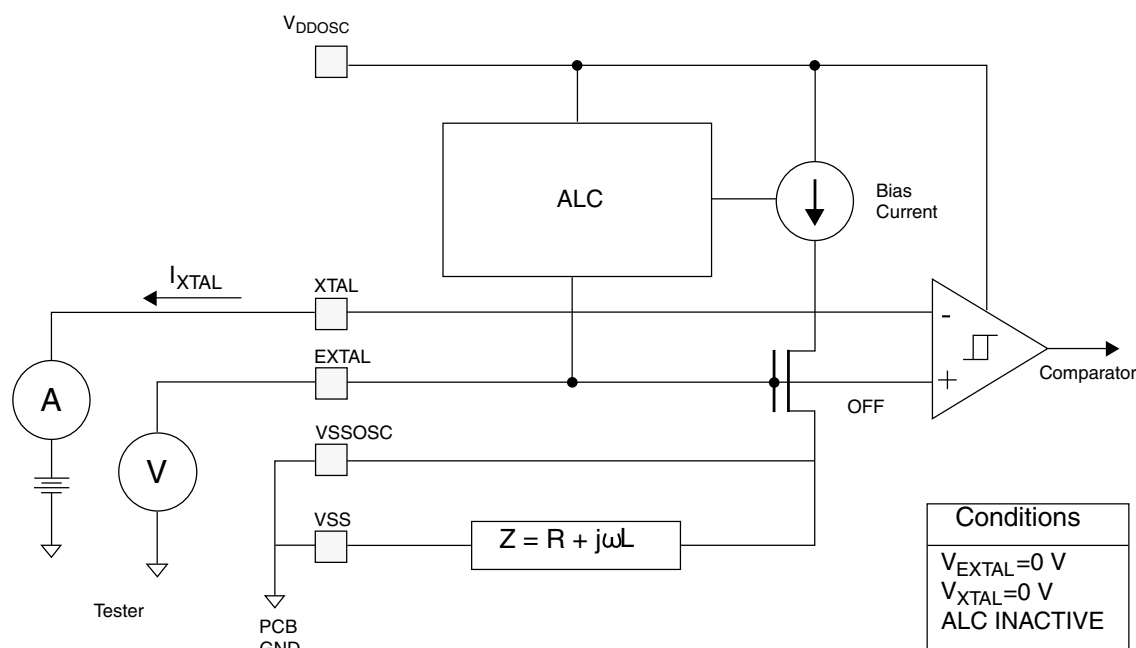 VDDOSC
ALC
Bias
Current
IXTAL
XTAL
-
EXTAL
A
+
Comparator
OFF
V
VSSOSC
VSS
Z = R + jωL
Conditions
VEXTAL=0 V
VXTAL=0 V
ALC INACTIVE
Tester
PCB
GND